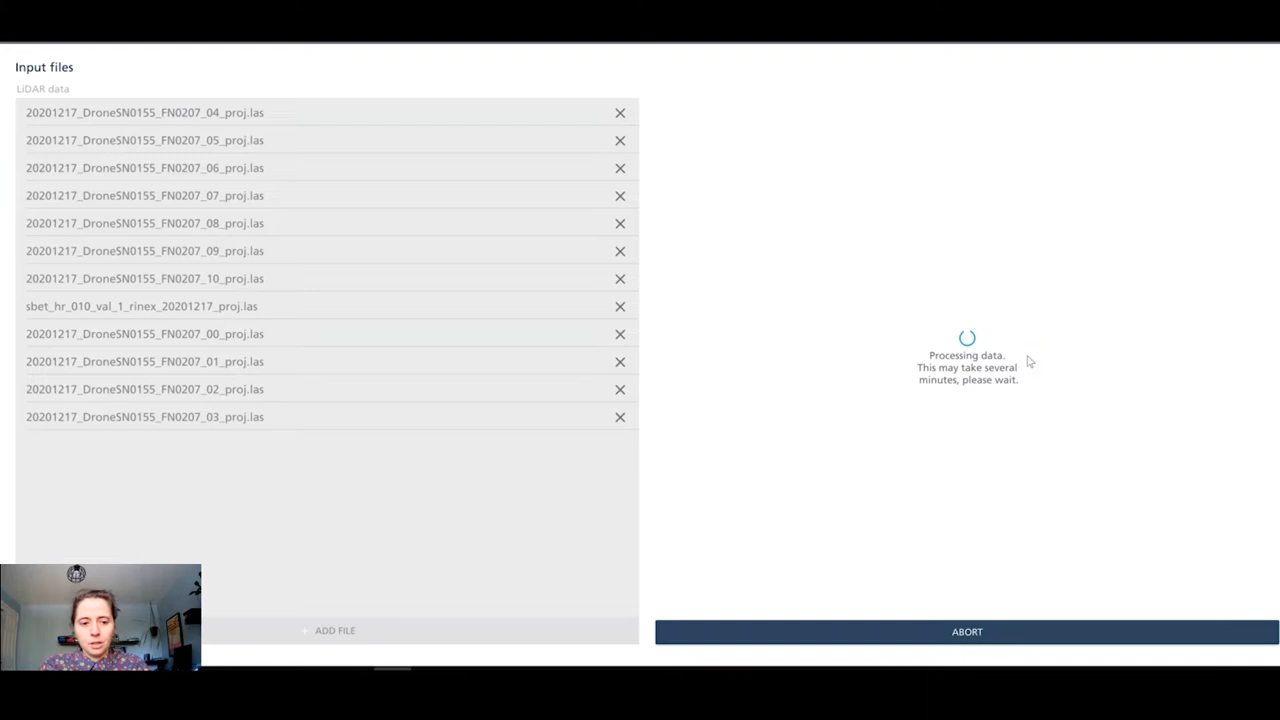 Input files
LiDAR data
20201217_DroneSN0155_FN0207_04_proj.las
20201217_DroneSN0155_FN0207_05_proj.las
20201217_DroneSN0155_FN0207_06_proj.las
20201217_DroneSN0155_FN0207_07_proj.las
20201217_DroneSN0155_FN0207_08_proj.las
20201217_DroneSN0155_FN0207_09_proj.las
20201217_DroneSN0155_FN0207_10_proj.las
sbet_hr_010_val_1_rinex_20201217_proj.las
20201217_DroneSN0155_FN0207_00_proj.las
20201217_DroneSN0155_FN0207_01_proj.las
20201217_DroneSN0155_FN0207_02_proj.las
20201217_DroneSN0155_FN0207_03_proj.las
+ ADD FILE
Processing data.
This may take several
minutes, please wait.
ABORT